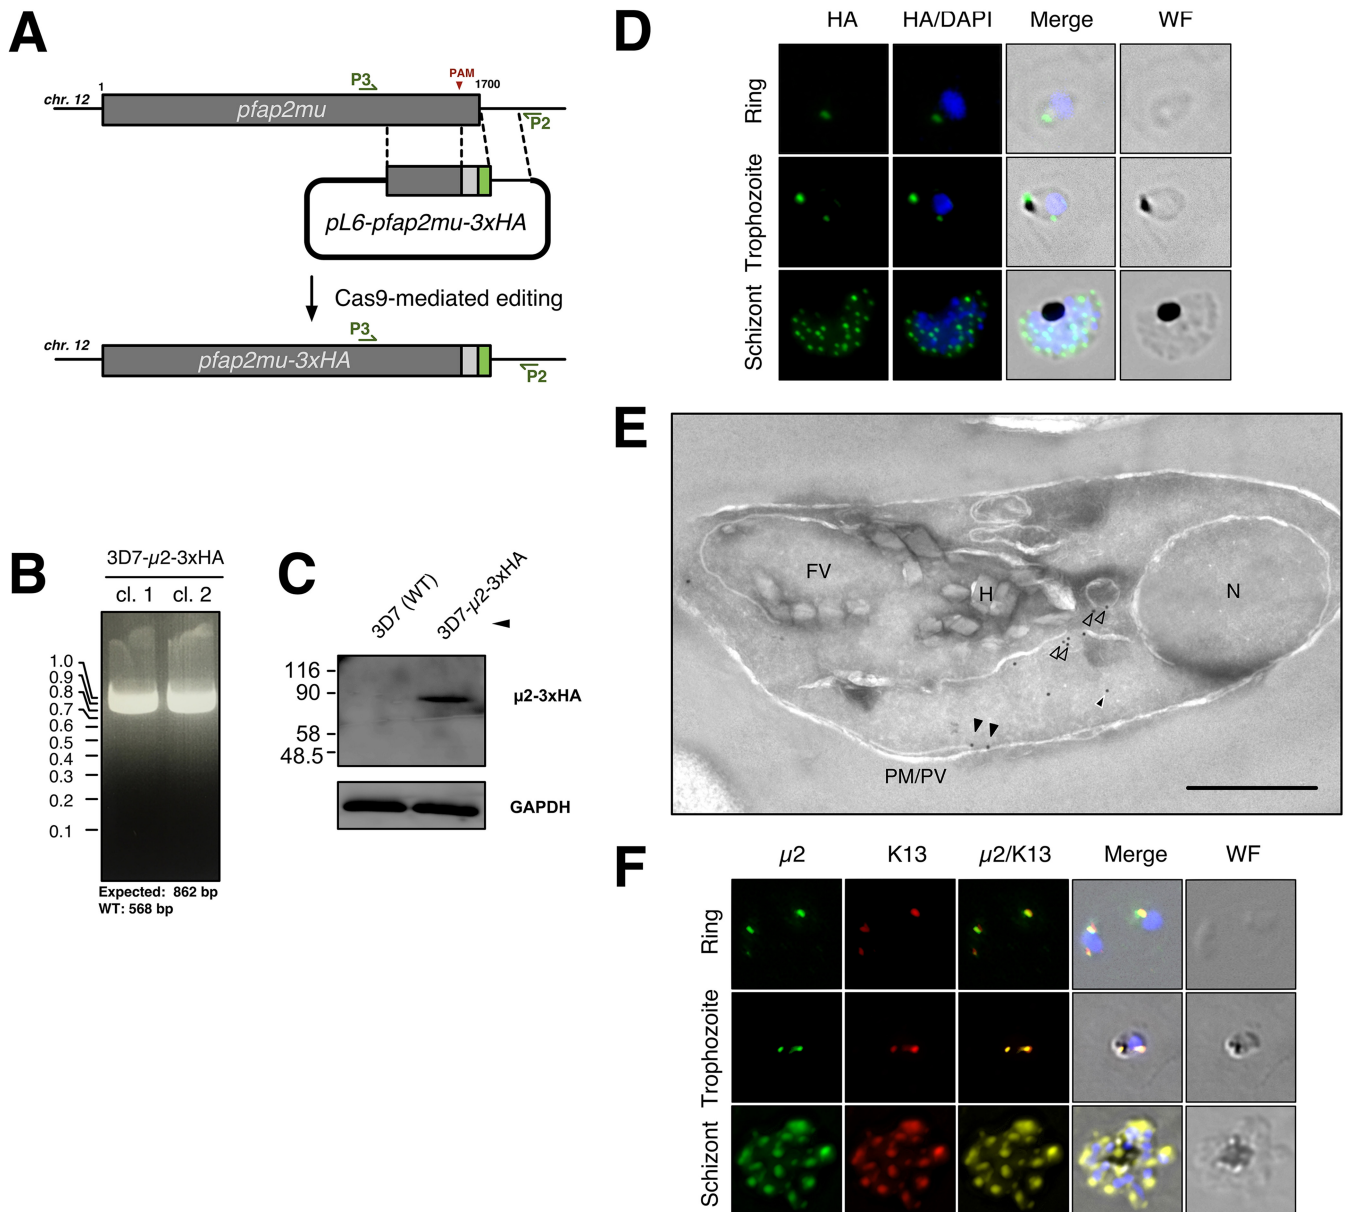 A
P3
PAM
1
1700
chr. 12
pfap2mu
P2
pL6-pfap2mu-3xHA
Cas9-mediated editing
P3
chr. 12
pfap2mu-3xHA
P2
B
3D7-µ2-3xHA
cl. 1 cl. 2
1.0
0.9
0.8
0.7
0.6
0.5
0.4
0.3
0.2
0.1
Expected: 862 bp
WT: 568 bp
C
3D7 (WT)
3D7-µ2-3xHA
116
90
58
48.5
µ2-3xHA
GAPDH
D
HA HA/DAPI Merge WF
Ring
Trophozoite
Schizont
E
FV
H
N
PM/PV
F
µ2 K13 µ2/K13 Merge WF
Ring
Trophozoite
Schizont